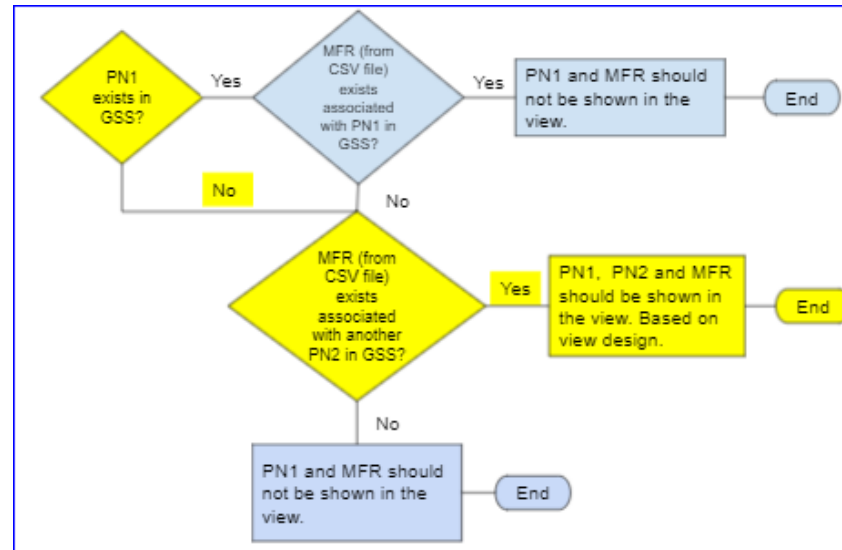 PN1
exists in
GSS?
Yes
MFR (from
CSV file)
exists
associated
with PN1 in
GSS?
Yes
PN1 and MFR should
not be shown in the
view.
End
No
No
MFR (from
CSV file)
exists
associated
with another
PN2 in GSS?
Yes
PN1, PN2 and MFR
should be shown in
the view. Based on
view design.
End
No
PN1 and MFR should
not be shown in the
view.
End